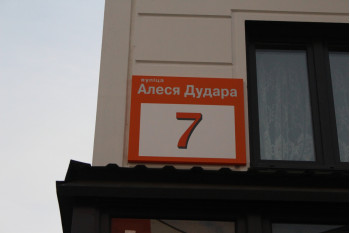 вуліца
Алеся Дудара
7